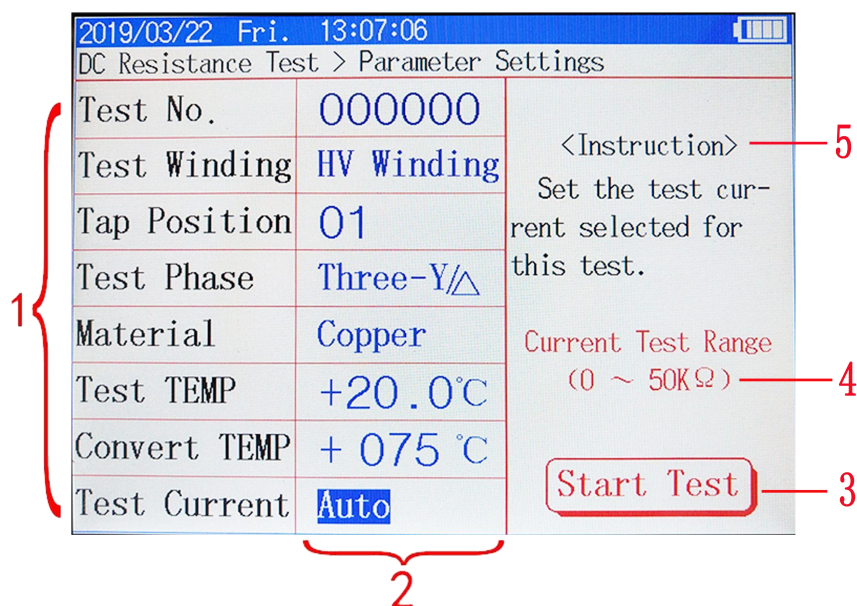 2019/03/22 Fri. 13:07:06
DC Resistance Test > Parameter Settings
Test No. 000000
Test Winding HV Winding
Tap Position 01
Test Phase Three-Y/△
Material Copper
Test TEMP +20.0℃
Convert TEMP + 075 ℃
Test Current Auto
<Instruction>
Set the test cur-
rent selected for
this test.
Current Test Range
(0 ~ 50KΩ)
Start Test
1
2
3
4
5